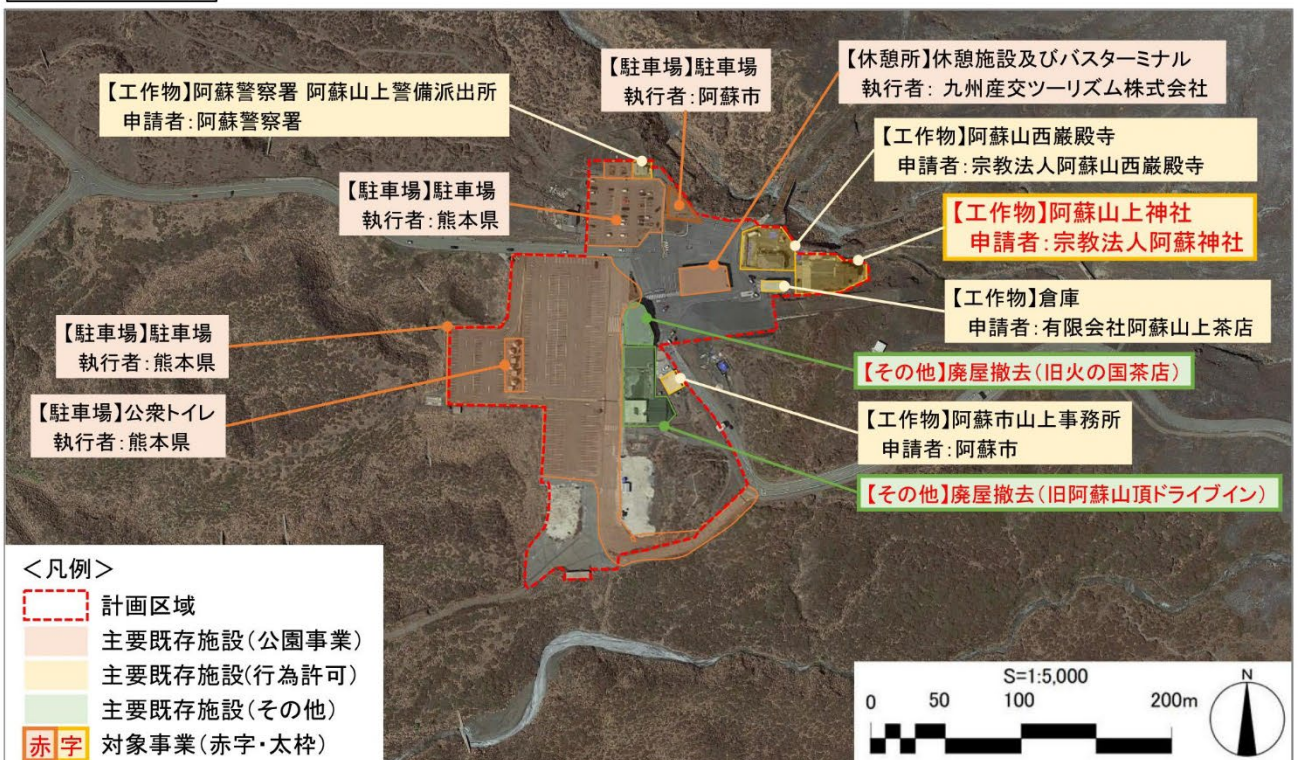 【工作物】阿蘇警察署 阿蘇山上警備派出所
申請者:阿蘇警察署
【駐車場】駐車場
執行者:阿蘇市
【休憩所】休憩施設及びバスターミナル
執行者: 九州産交ツーリズム株式会社
【工作物】阿蘇山西巌殿寺
申請者:宗教法人阿蘇山西巌殿寺
【駐車場】駐車場
執行者:熊本県
【工作物】阿蘇山上神社
申請者:宗教法人阿蘇神社
【工作物】倉庫
申請者:有限会社阿蘇山上茶店
【駐車場】駐車場
執行者:熊本県
【その他】廃屋撤去(旧火の国茶店)
【駐車場】公衆トイレ
執行者:熊本県
【工作物】阿蘇市山上事務所
申請者:阿蘇市
【その他】廃屋撤去(旧阿蘇山頂ドライブイン)
<凡例>
計画区域
主要既存施設(公園事業)
主要既存施設(行為許可)
主要既存施設(その他)
赤字 対象事業(赤字・太枠)
S=1:5,000
0 50 100 200m
N